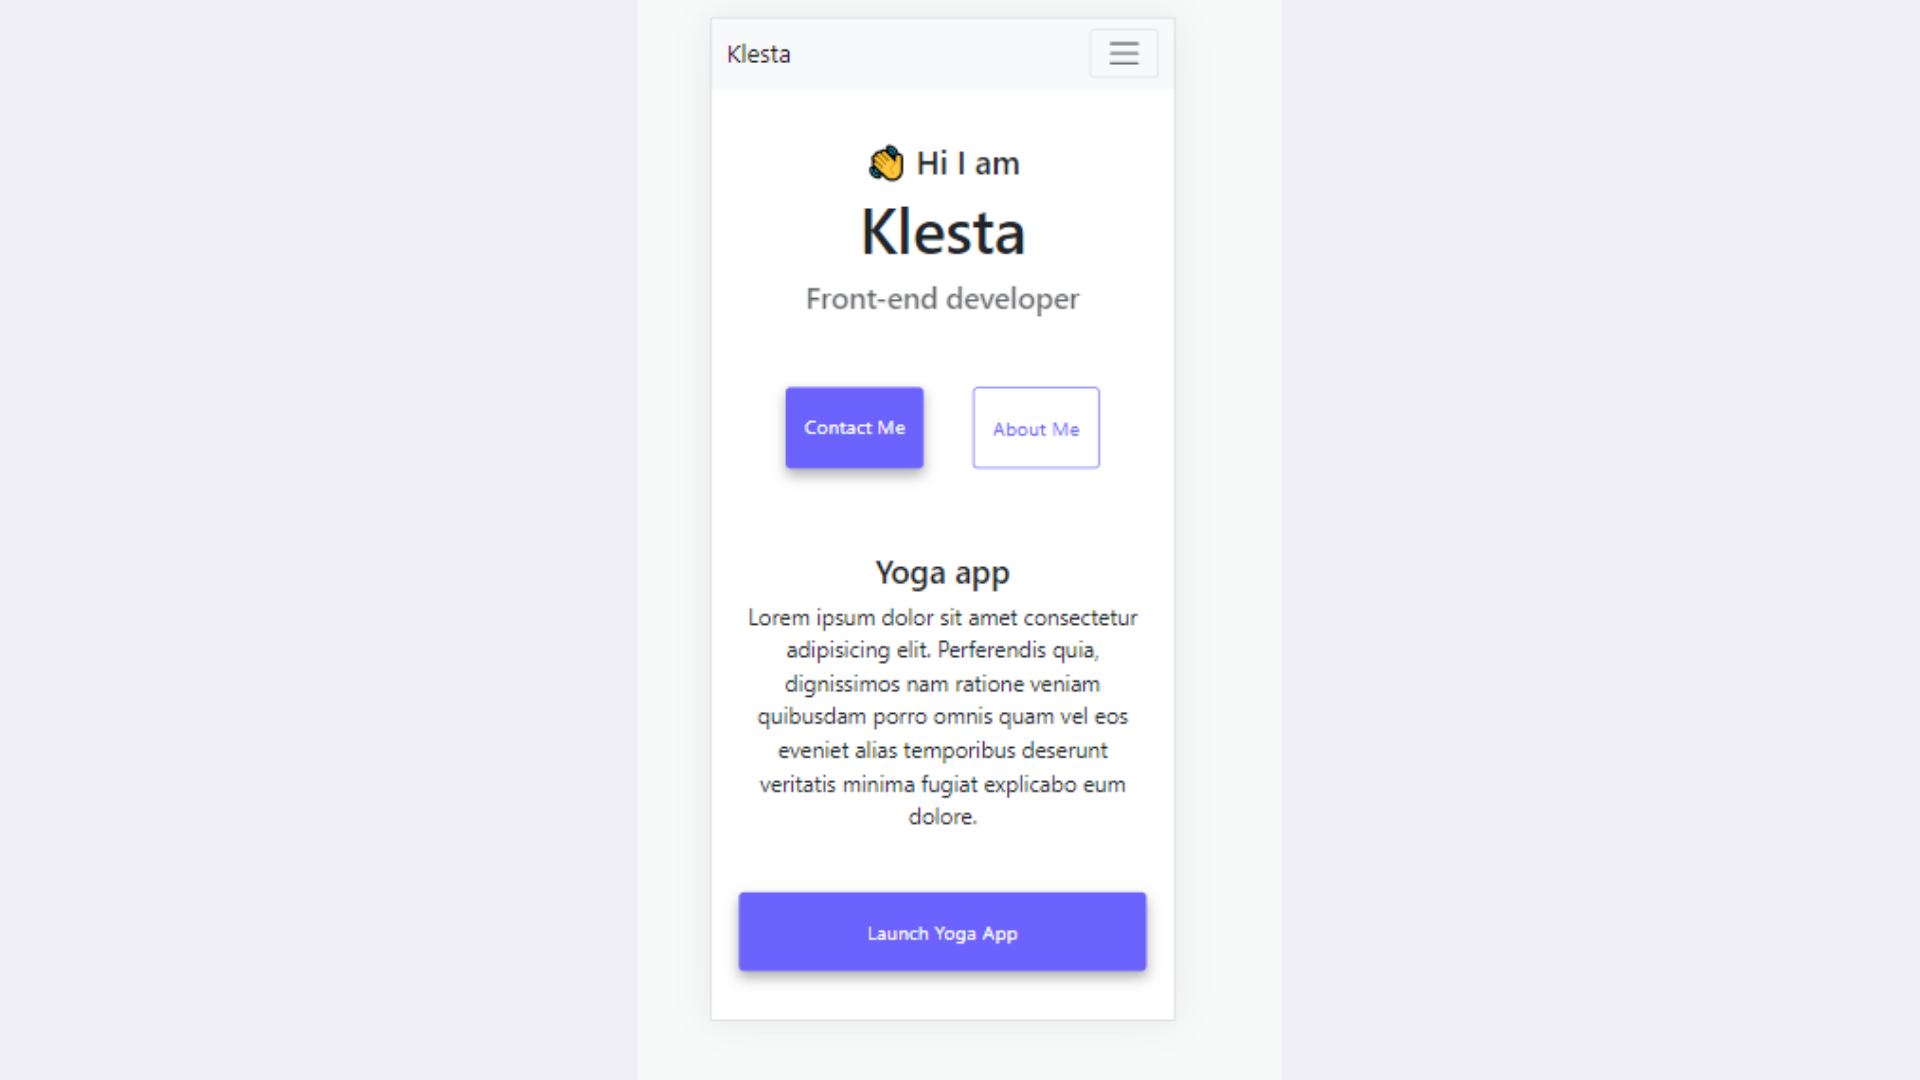 Klesta
👋 Hi I am
Klesta
Front-end developer
Contact Me
About Me
Yoga app
Lorem ipsum dolor sit amet consectetur
adipisicing elit. Perferendis quia,
dignissimos nam ratione veniam
quibusdam porro omnis quam vel eos
eveniet alias temporibus deserunt
veritatis minima fugiat explicabo eum
dolore.
Launch Yoga App